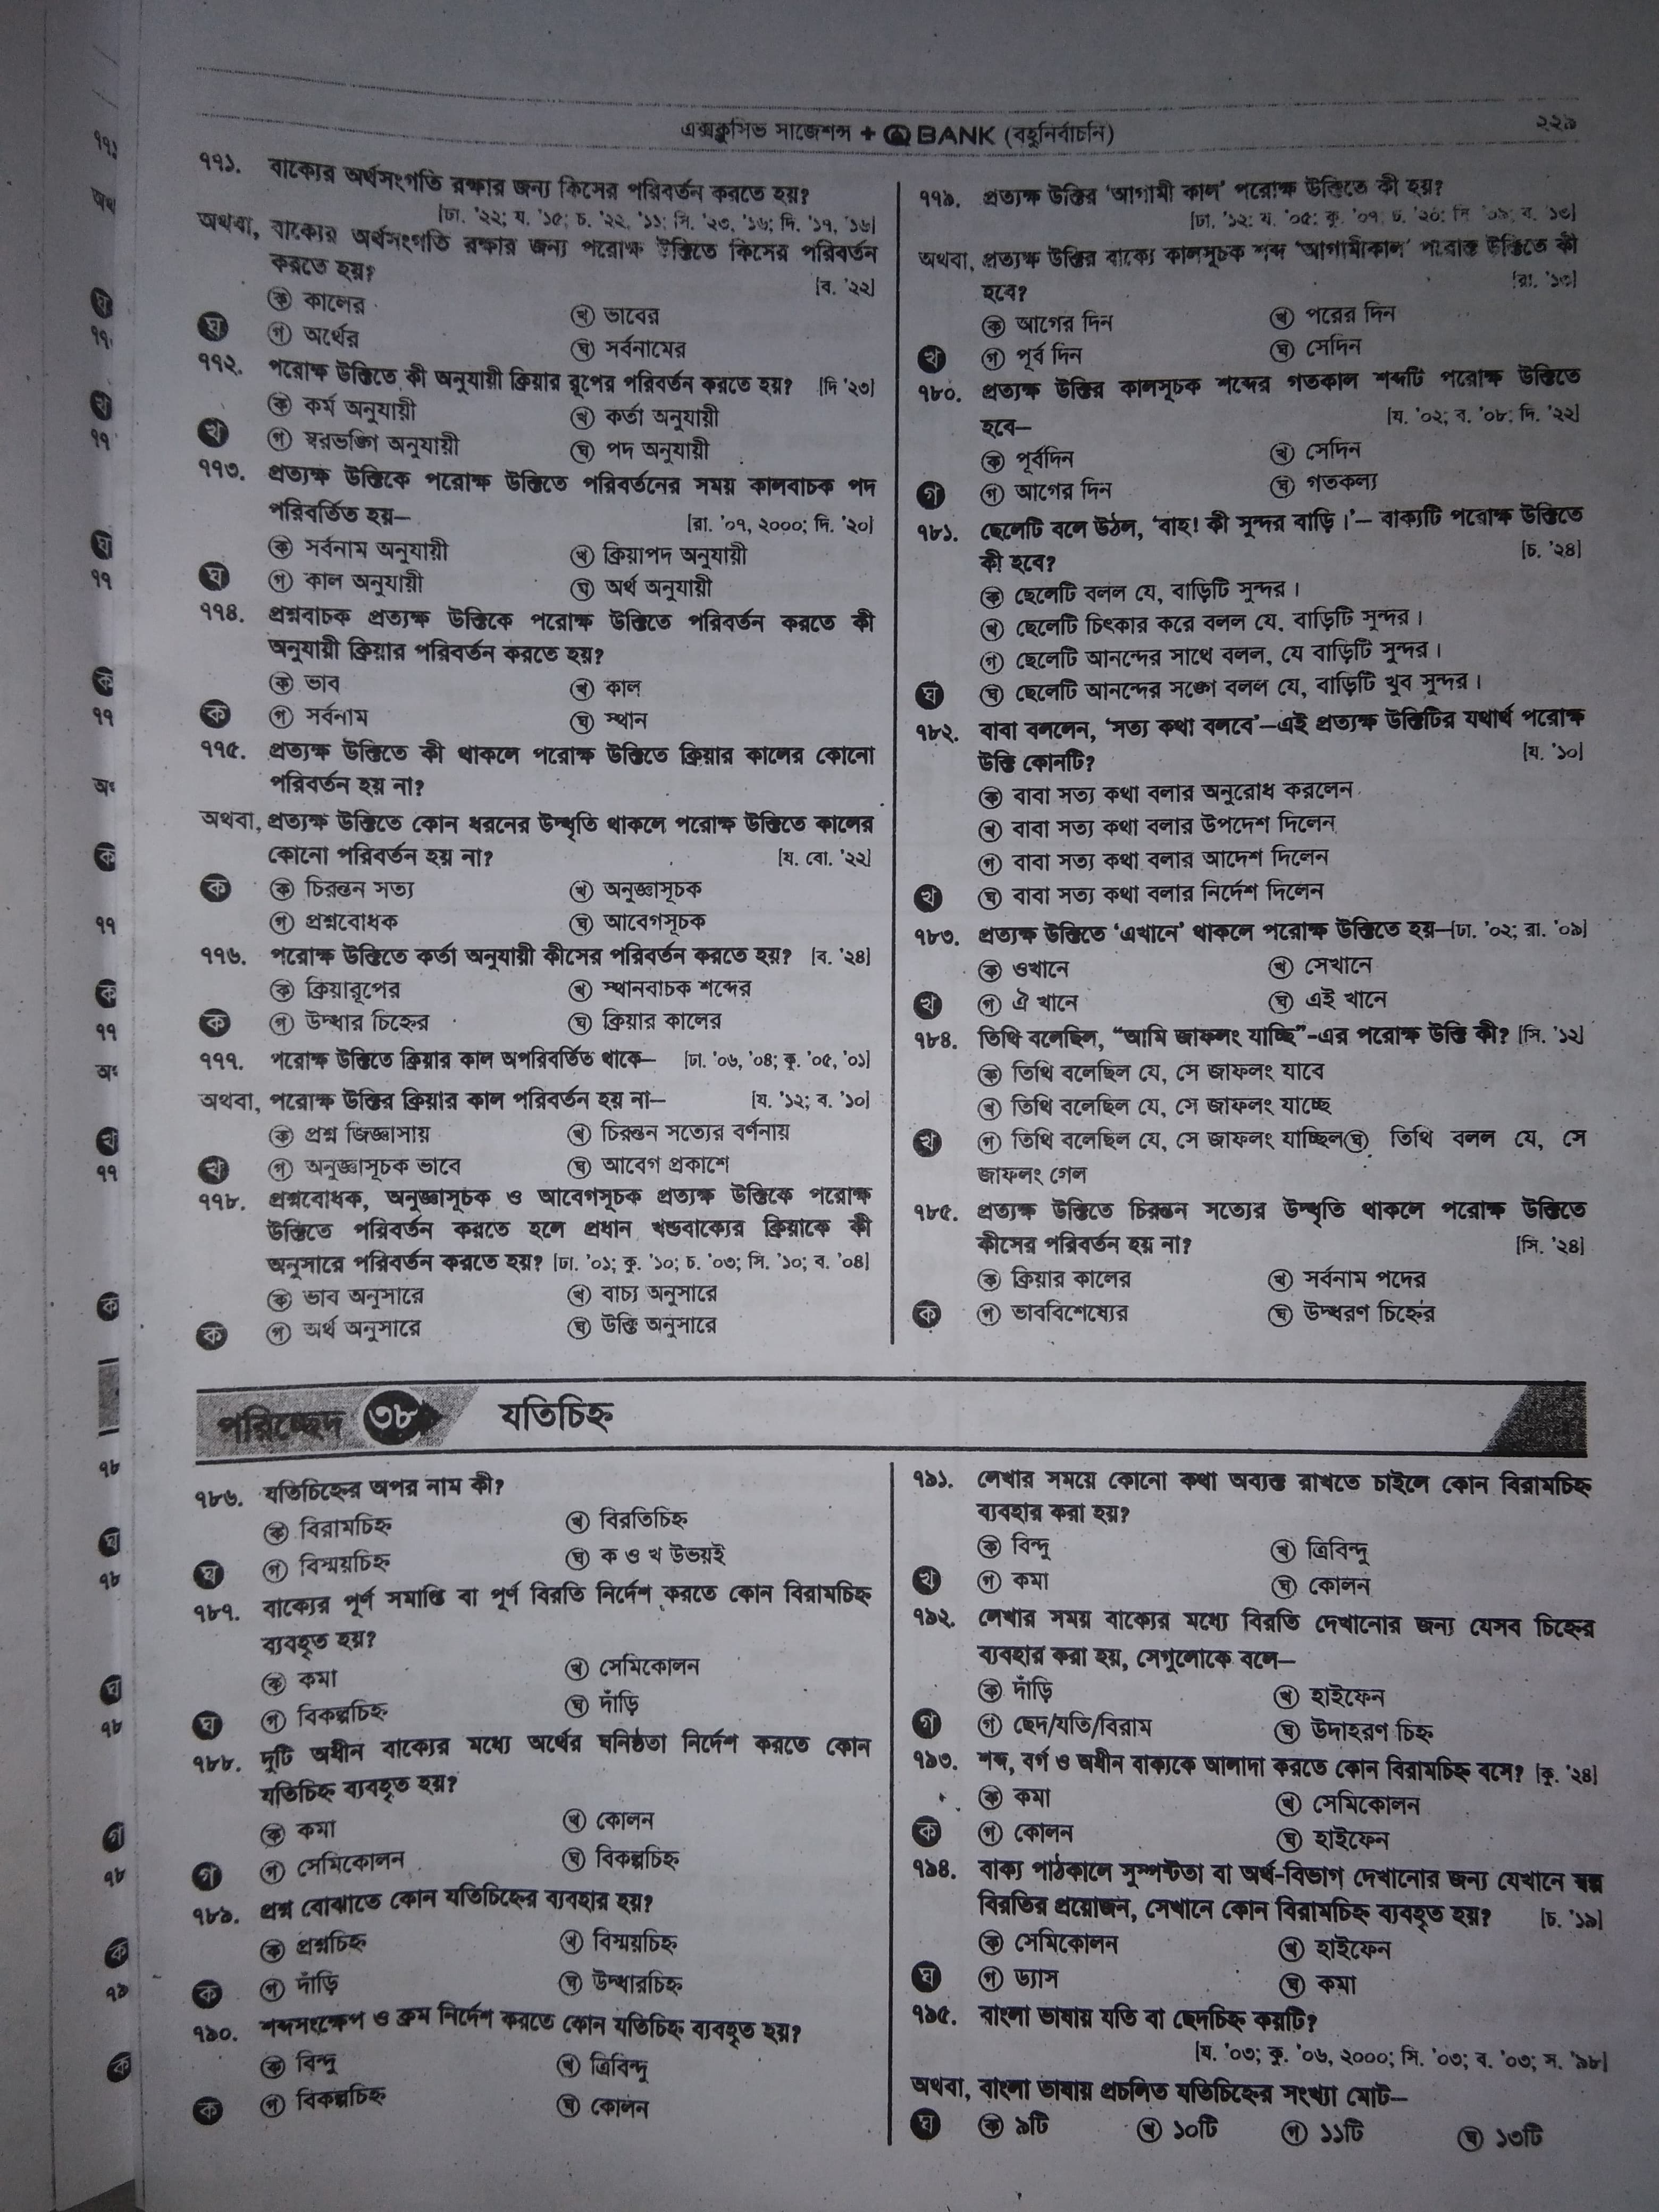 এক্সক্লুসিভ সাজেশন্স + Q BANK (বহুনির্বাচনি)
২২৯
৭৭১. বাক্যের অর্থসংগতি রক্ষার জন্য কিসের পরিবর্তন করতে হয়?
[ঢা. '২২; য. '১৫; চ. '২২, '১১; সি. '২৩, '১৬; দি. '১৭, '১৬]
অথবা, বাক্যের অর্থসংগতি রক্ষার জন্য পরোক্ষ উক্তিতে কিসের পরিবর্তন
করতে হয়? [ব. '২২]
ক কালের খ ভাবের
ঘ গ অর্থের ঘ সর্বনামের
৭৭২. পরোক্ষ উক্তিতে কী অনুযায়ী ক্রিয়ার রূপের পরিবর্তন করতে হয়? [দি '২৩]
ক কর্ম অনুযায়ী খ কর্তা অনুযায়ী
খ গ স্বরভঙ্গি অনুযায়ী ঘ পদ অনুযায়ী
৭৭৩. প্রত্যক্ষ উক্তিকে পরোক্ষ উক্তিতে পরিবর্তনের সময় কালবাচক পদ
পরিবর্তিত হয়— [রা. '০৭, ২০০০; দি. '২০]
ক সর্বনাম অনুযায়ী খ ক্রিয়াপদ অনুযায়ী
ঘ গ কাল অনুযায়ী ঘ অর্থ অনুযায়ী
৭৭৪. প্রশ্নবাচক প্রত্যক্ষ উক্তিকে পরোক্ষ উক্তিতে পরিবর্তন করতে কী
অনুযায়ী ক্রিয়ার পরিবর্তন করতে হয়?
ক ভাব খ কাল
ক গ সর্বনাম ঘ স্থান
৭৭৫. প্রত্যক্ষ উক্তিতে কী থাকলে পরোক্ষ উক্তিতে ক্রিয়ার কালের কোনো
পরিবর্তন হয় না?
অথবা, প্রত্যক্ষ উক্তিতে কোন ধরনের উদ্ধৃতি থাকলে পরোক্ষ উক্তিতে কালের
কোনো পরিবর্তন হয় না? [য. বো. '২২]
ক ক চিরন্তন সত্য খ অনুজ্ঞাসূচক
গ প্রশ্নবোধক ঘ আবেগসূচক
৭৭৬. পরোক্ষ উক্তিতে কর্তা অনুযায়ী কীসের পরিবর্তন করতে হয়? [ব. '২৪]
ক ক্রিয়ারূপের খ স্থানবাচক শব্দের
ক গ উদ্ধার চিহ্নের ঘ ক্রিয়ার কালের
৭৭৭. পরোক্ষ উক্তিতে ক্রিয়ার কাল অপরিবর্তিত থাকে— [ঢা. '০৬, '০৪; কু. '০৫, '০১]
অথবা, পরোক্ষ উক্তির ক্রিয়ার কাল পরিবর্তন হয় না— [য. '১২; ব. '১০]
ক প্রশ্ন জিজ্ঞাসায় খ চিরন্তন সত্যের বর্ণনায়
খ গ অনুজ্ঞাসূচক ভাবে ঘ আবেগ প্রকাশে
৭৭৮. প্রশ্নবোধক, অনুজ্ঞাসূচক ও আবেগসূচক প্রত্যক্ষ উক্তিকে পরোক্ষ
উক্তিতে পরিবর্তন করতে হলে প্রধান খণ্ডবাক্যের ক্রিয়াকে কী
অনুসারে পরিবর্তন করতে হয়? [ঢা. '০১; কু. '১০; চ. '০৩; সি. '১০; ব. '০৪]
ক ভাব অনুসারে খ বাচ্য অনুসারে
ক গ অর্থ অনুসারে ঘ উক্তি অনুসারে
৭৭৯. প্রত্যক্ষ উক্তির 'আগামী কাল' পরোক্ষ উক্তিতে কী হয়?
[ঢা. '১২; য. '০৫; কু. '০৭; চ. '২০; সি '০৯; ব. '১৩]
অথবা, প্রত্যক্ষ উক্তির বাক্যে কালসূচক শব্দ 'আগামীকাল' পরোক্ত উক্তিতে কী
হবে? [রা. '১৩]
ক আগের দিন খ পরের দিন
খ গ পূর্ব দিন ঘ সেদিন
৭৮০. প্রত্যক্ষ উক্তির কালসূচক শব্দের গতকাল শব্দটি পরোক্ষ উক্তিতে
হবে— [য. '০২; ব. '০৮; দি. '২২]
ক পূর্বদিন খ সেদিন
গ গ আগের দিন ঘ গতকল্য
৭৮১. ছেলেটি বলে উঠল, 'বাহ! কী সুন্দর বাড়ি।'— বাক্যটি পরোক্ষ উক্তিতে
কী হবে? [চ. '২৪]
ক ছেলেটি বলল যে, বাড়িটি সুন্দর।
খ ছেলেটি চিৎকার করে বলল যে, বাড়িটি সুন্দর।
গ ছেলেটি আনন্দের সাথে বলল, যে বাড়িটি সুন্দর।
ঘ ঘ ছেলেটি আনন্দের সঙ্গে বলল যে, বাড়িটি খুব সুন্দর।
৭৮২. বাবা বললেন, 'সত্য কথা বলবে'—এই প্রত্যক্ষ উক্তিটির যথার্থ পরোক্ষ
উক্তি কোনটি? [য. '১০]
ক বাবা সত্য কথা বলার অনুরোধ করলেন
খ বাবা সত্য কথা বলার উপদেশ দিলেন
গ বাবা সত্য কথা বলার আদেশ দিলেন
খ ঘ বাবা সত্য কথা বলার নির্দেশ দিলেন
৭৮৩. প্রত্যক্ষ উক্তিতে 'এখানে' থাকলে পরোক্ষ উক্তিতে হয়—[ঢা. '০২; রা. '০৯]
ক ওখানে খ সেখানে
খ গ ঐ খানে ঘ এই খানে
৭৮৪. তিথি বলেছিল, “আমি জাফলং যাচ্ছি”-এর পরোক্ষ উক্তি কী? [সি. '১২]
ক তিথি বলেছিল যে, সে জাফলং যাবে
খ তিথি বলেছিল যে, সে জাফলং যাচ্ছে
খ গ তিথি বলেছিল যে, সে জাফলং যাচ্ছিল ঘ তিথি বলল যে, সে
জাফলং গেল
৭৮৫. প্রত্যক্ষ উক্তিতে চিরন্তন সত্যের উদ্ধৃতি থাকলে পরোক্ষ উক্তিতে
কীসের পরিবর্তন হয় না? [সি. '২৪]
ক ক্রিয়ার কালের খ সর্বনাম পদের
ক গ ভাববিশেষ্যের ঘ উদ্ধরণ চিহ্নের
পরিচ্ছেদ ৩৮ যতিচিহ্ন
৭৮৬. যতিচিহ্নের অপর নাম কী?
ক বিরামচিহ্ন খ বিরতিচিহ্ন
ঘ গ বিস্ময়চিহ্ন ঘ ক ও খ উভয়ই
৭৮৭. বাক্যের পূর্ণ সমাপ্তি বা পূর্ণ বিরতি নির্দেশ করতে কোন বিরামচিহ্ন
ব্যবহৃত হয়?
ক কমা খ সেমিকোলন
ঘ গ বিকল্পচিহ্ন ঘ দাঁড়ি
৭৮৮. দুটি অধীন বাক্যের মধ্যে অর্থের ঘনিষ্ঠতা নির্দেশ করতে কোন
যতিচিহ্ন ব্যবহৃত হয়?
ক কমা খ কোলন
গ গ সেমিকোলন ঘ বিকল্পচিহ্ন
৭৮৯. প্রশ্ন বোঝাতে কোন যতিচিহ্নের ব্যবহার হয়?
ক প্রশ্নচিহ্ন খ বিস্ময়চিহ্ন
ক গ দাঁড়ি ঘ উদ্ধারচিহ্ন
৭৯০. শব্দসংক্ষেপ ও ক্রম নির্দেশ করতে কোন যতিচিহ্ন ব্যবহৃত হয়?
ক বিন্দু খ ত্রিবিন্দু
ক গ বিকল্পচিহ্ন ঘ কোলন
৭৯১. লেখার সময়ে কোনো কথা অব্যক্ত রাখতে চাইলে কোন বিরামচিহ্ন
ব্যবহার করা হয়?
ক বিন্দু খ ত্রিবিন্দু
খ গ কমা ঘ কোলন
৭৯২. লেখার সময় বাক্যের মধ্যে বিরতি দেখানোর জন্য যেসব চিহ্নের
ব্যবহার করা হয়, সেগুলোকে বলে—
ক দাঁড়ি খ হাইফেন
গ গ ছেদ/যতি/বিরাম ঘ উদাহরণ চিহ্ন
৭৯৩. শব্দ, বর্গ ও অধীন বাক্যকে আলাদা করতে কোন বিরামচিহ্ন বসে? [কু. '২৪]
ক কমা খ সেমিকোলন
ক গ কোলন ঘ হাইফেন
৭৯৪. বাক্য পাঠকালে সুস্পষ্টতা বা অর্থ-বিভাগ দেখানোর জন্য যেখানে স্বল্প
বিরতির প্রয়োজন, সেখানে কোন বিরামচিহ্ন ব্যবহৃত হয়? [চ. '১৯]
ক সেমিকোলন খ হাইফেন
ঘ গ ড্যাস ঘ কমা
৭৯৫. বাংলা ভাষায় যতি বা ছেদচিহ্ন কয়টি?
[য. '০৩; কু. '০৬, ২০০০; সি. '০৩; ব. '০৩; স. '৯৮]
অথবা, বাংলা ভাষায় প্রচলিত যতিচিহ্নের সংখ্যা মোট—
ঘ ক ৯টি খ ১০টি গ ১১টি ঘ ১৩টি